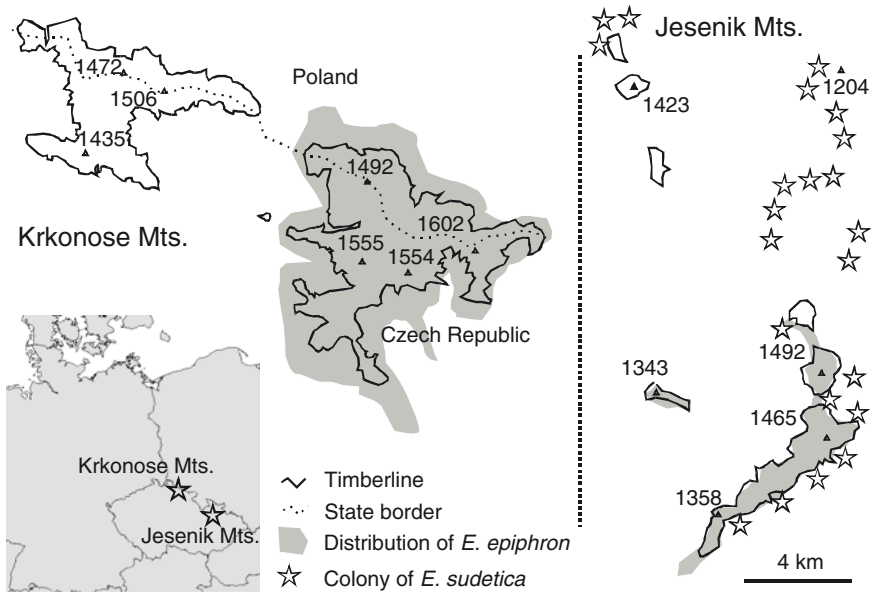 Jesenik Mts.
1472
1506
1435
Poland
1204
1423
1492
1602
1555
1554
Krkonose Mts.
Czech Republic
1492
1343
1465
1358
Krkonose Mts.
Jesenik Mts.
Timberline
State border
Distribution of E. epiphron
Colony of E. sudetica
4 km